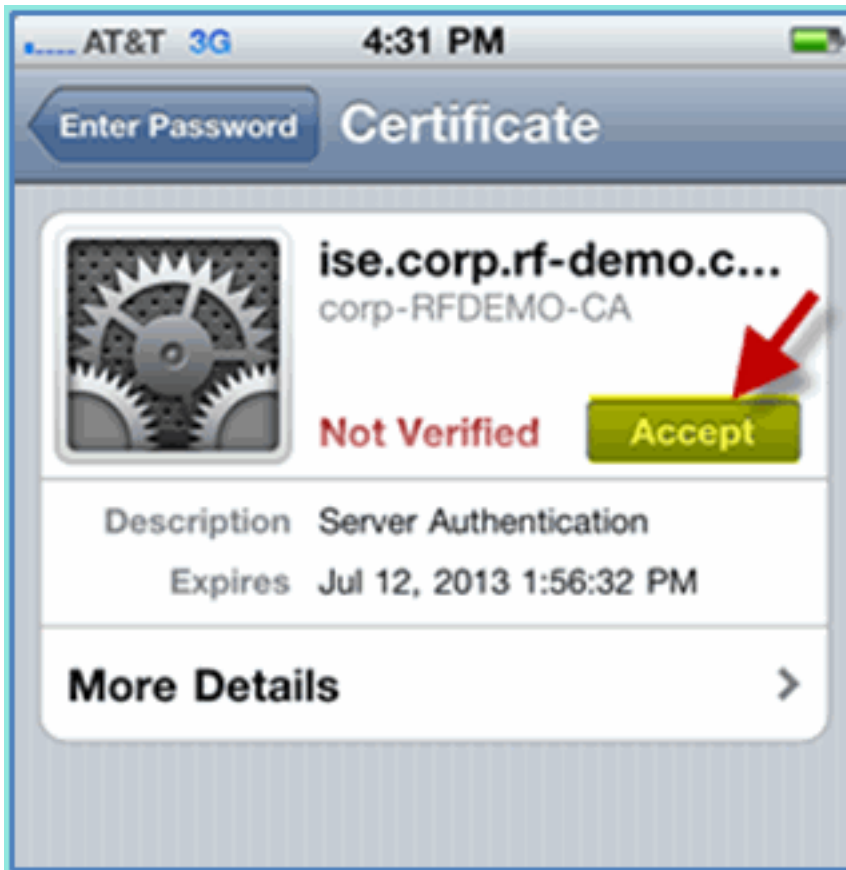 AT&T 3G 4:31 PM
Enter Password Certificate
ise.corp.rf-demo.c...
corp-RFDEMO-CA
Not Verified Accept
Description Server Authentication
Expires Jul 12, 2013 1:56:32 PM
More Details